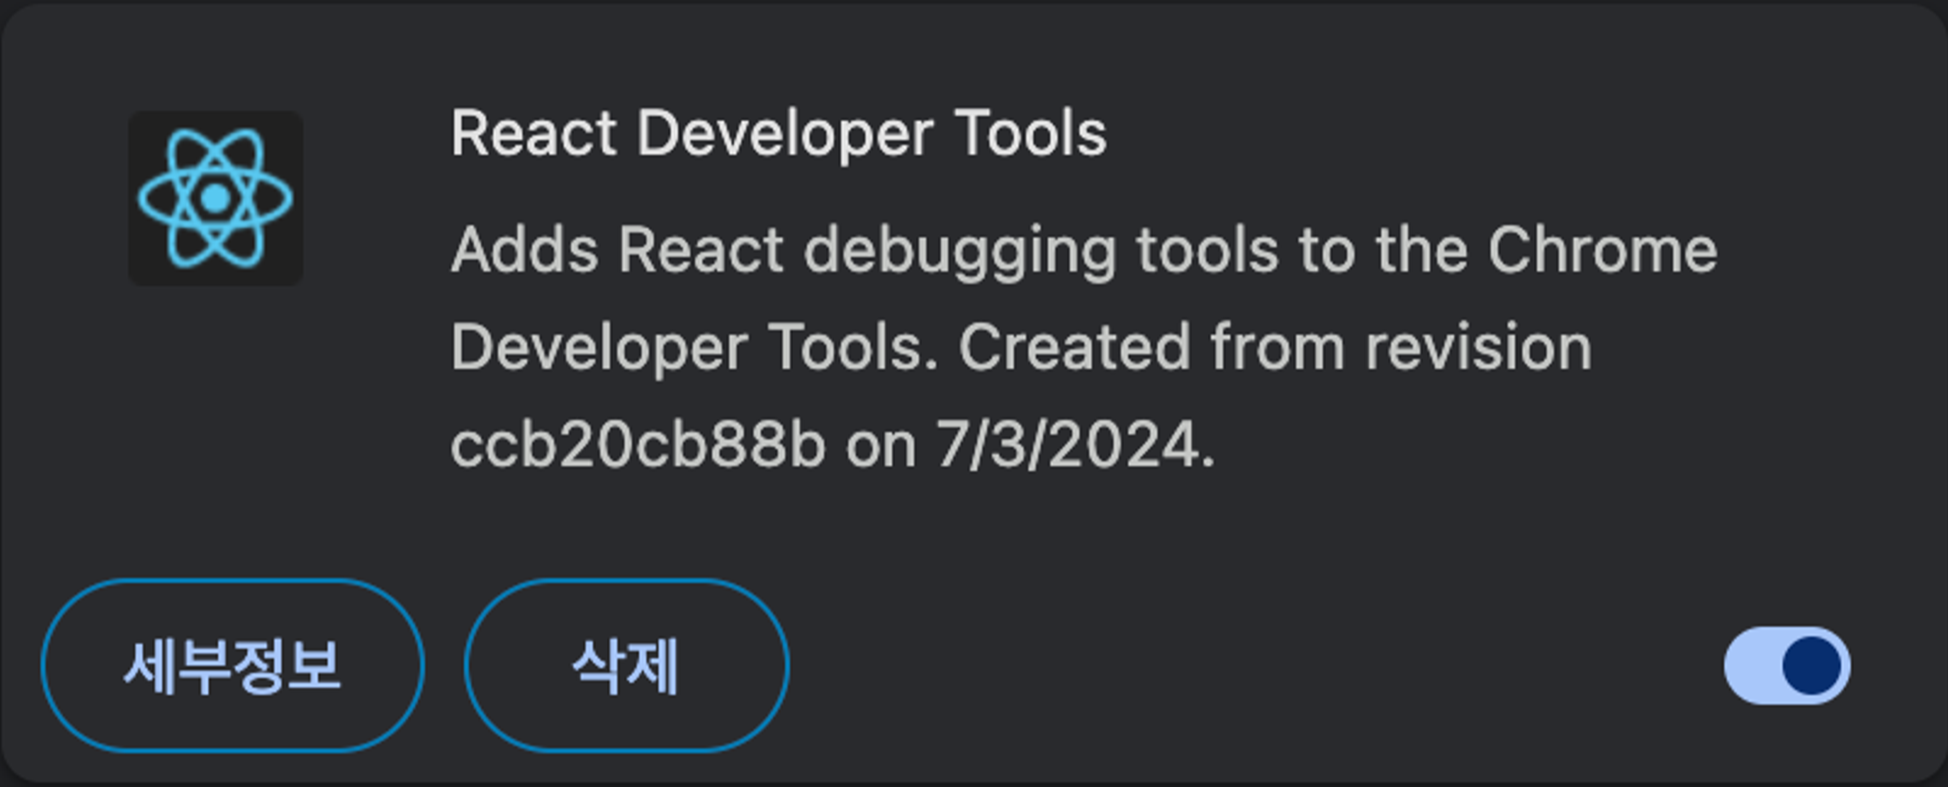 React Developer Tools
Adds React debugging tools to the Chrome
Developer Tools. Created from revision
ccb20cb88b on 7/3/2024.
세부정보
삭제